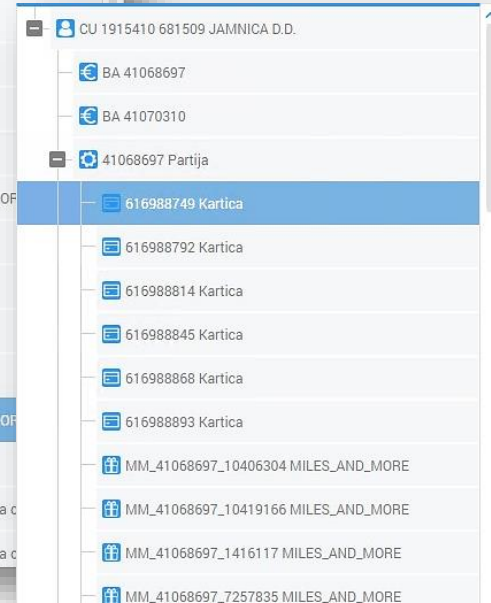 CU 1915410 681509 JAMNICA D.D.
BA 41068697
BA 41070310
41068697 Partija
616988749 Kartica
616988792 Kartica
616988814 Kartica
616988845 Kartica
616988868 Kartica
616988893 Kartica
MM_41068697_10406304 MILES_AND_MORE
MM_41068697_10419166 MILES_AND_MORE
MM_41068697_1416117 MILES_AND_MORE
MM_41068697_7257835 MILES_AND_MORE